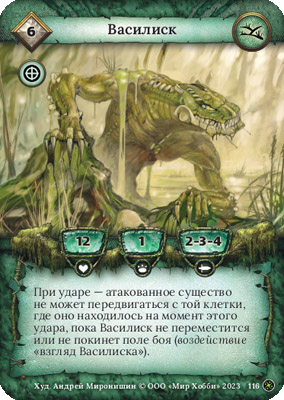 6
Василиск
12
1
2-3-4
При ударе — атакованное существо
не может передвигаться с той клетки,
где оно находилось на момент этого
удара, пока Василиск не переместится
или не покинет поле боя (воздействие
«взгляд Василиска»).
Худ. Андрей Миронишин © ООО «Мир Хобби» 2023
116